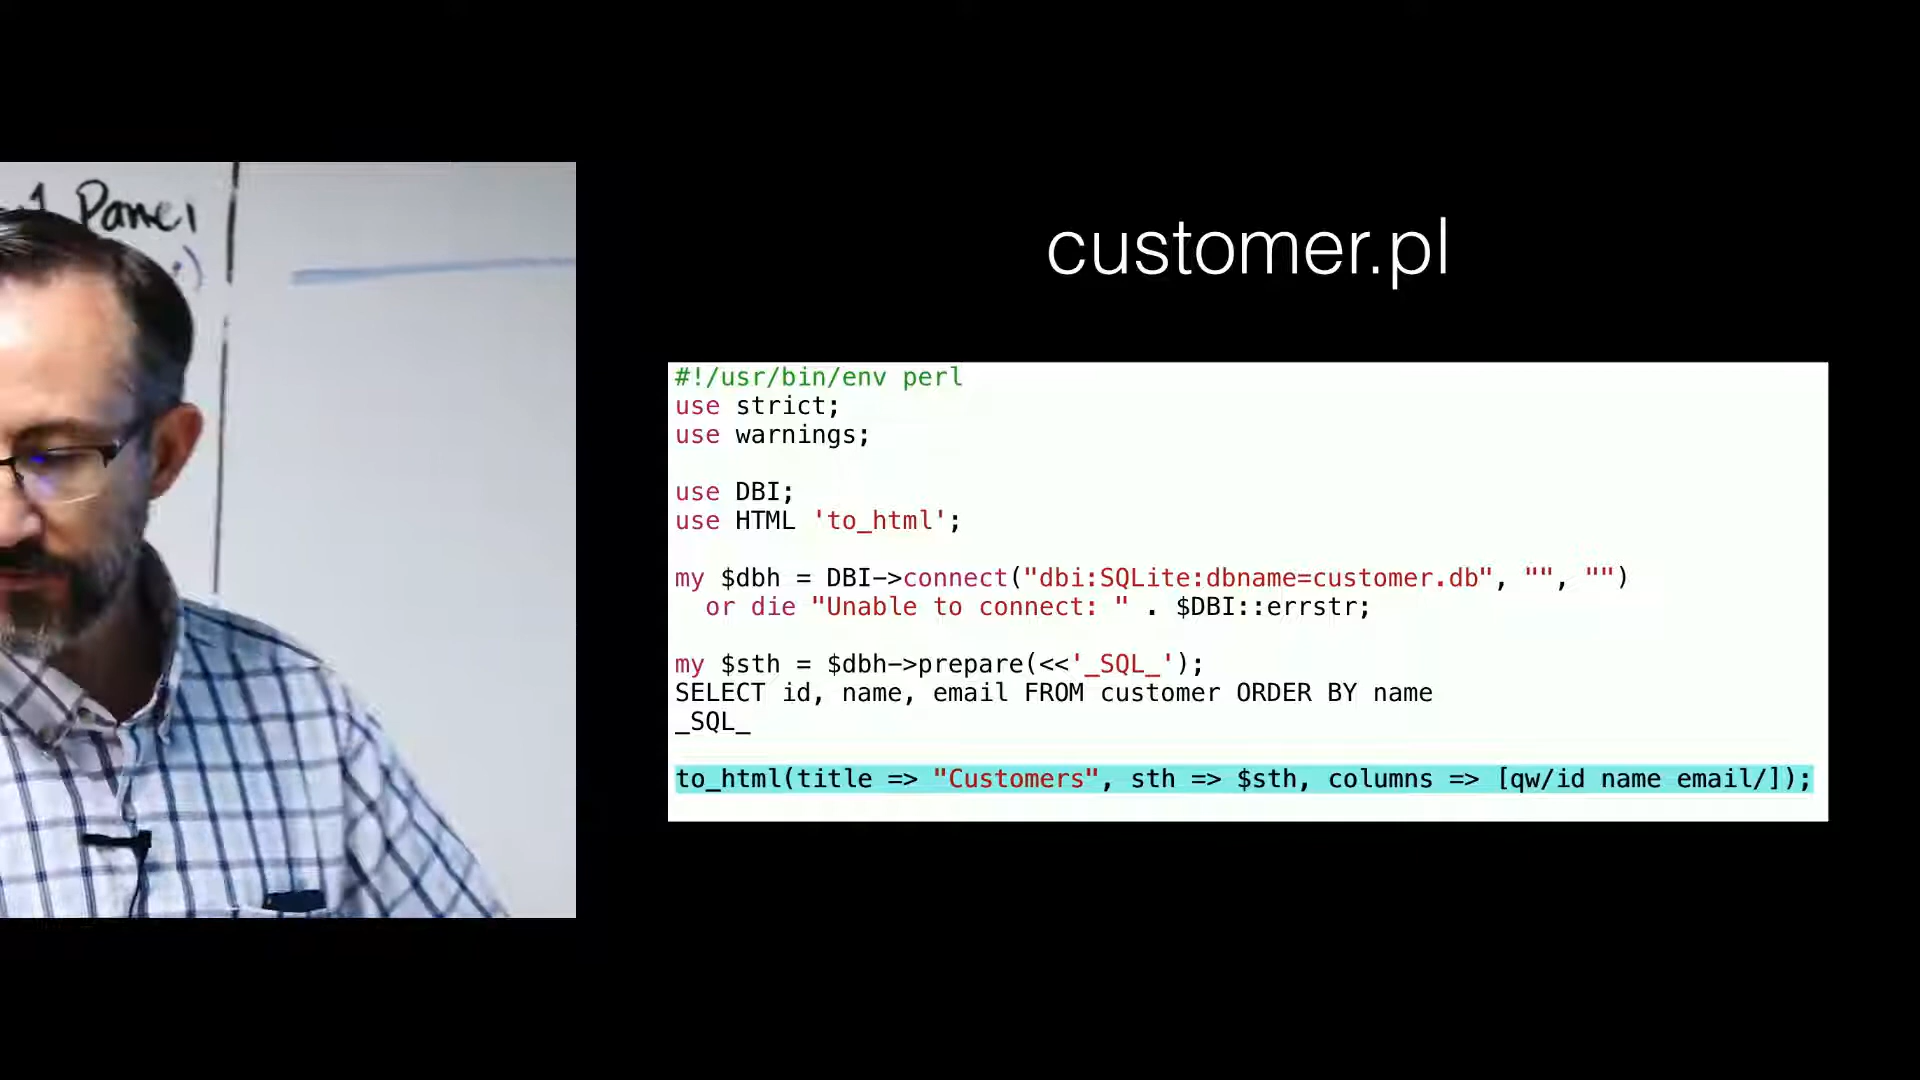 Panel
customer.pl
#!/usr/bin/env perl
use strict;
use warnings;
use DBI;
use HTML 'to_html';
my $dbh = DBI->connect("dbi:SQLite:dbname=customer.db", "", "")
  or die "Unable to connect: " . $DBI::errstr;
my $sth = $dbh->prepare(<<'_SQL_');
SELECT id, name, email FROM customer ORDER BY name
_SQL_
to_html(title => "Customers", sth => $sth, columns => [qw/id name email/]);